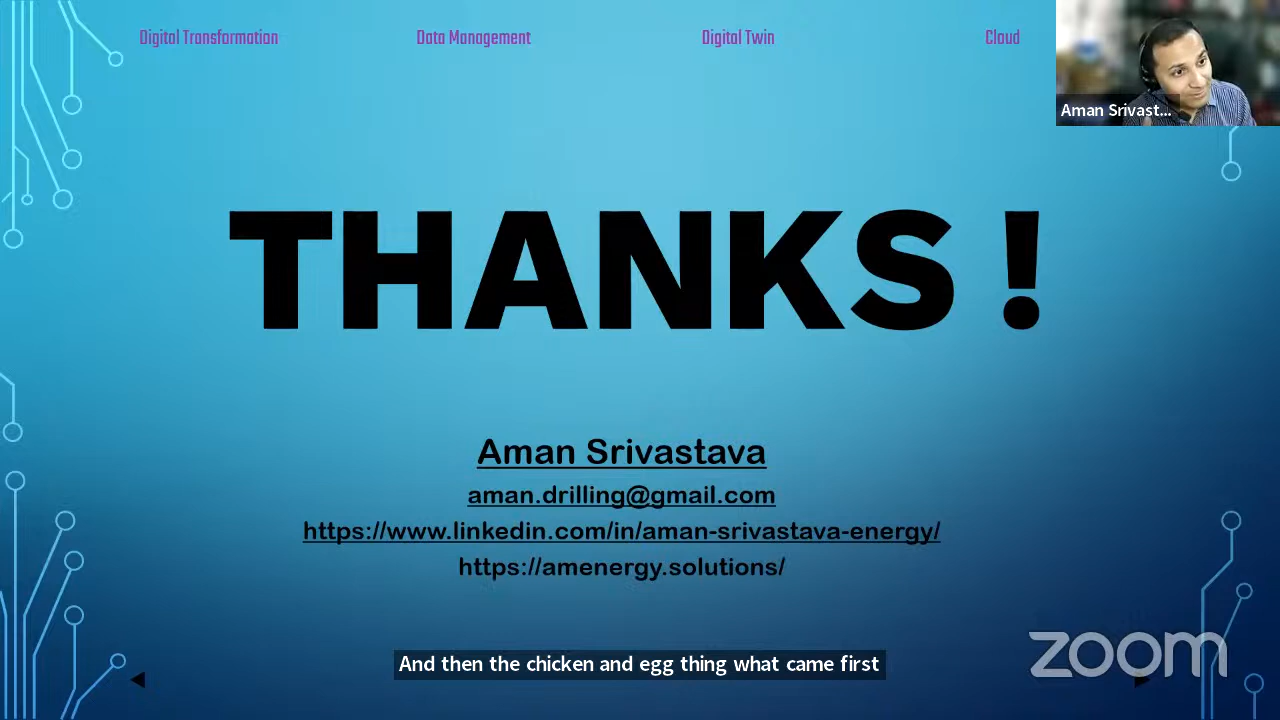 Digital Transformation
Data Management
Digital Twin
Cloud
Aman Srivast...
THANKS !
Aman Srivastava
aman.drilling@gmail.com
https://www.linkedin.com/in/aman-srivastava-energy/
https://amenergy.solutions/
And then the chicken and egg thing what came first
zoom